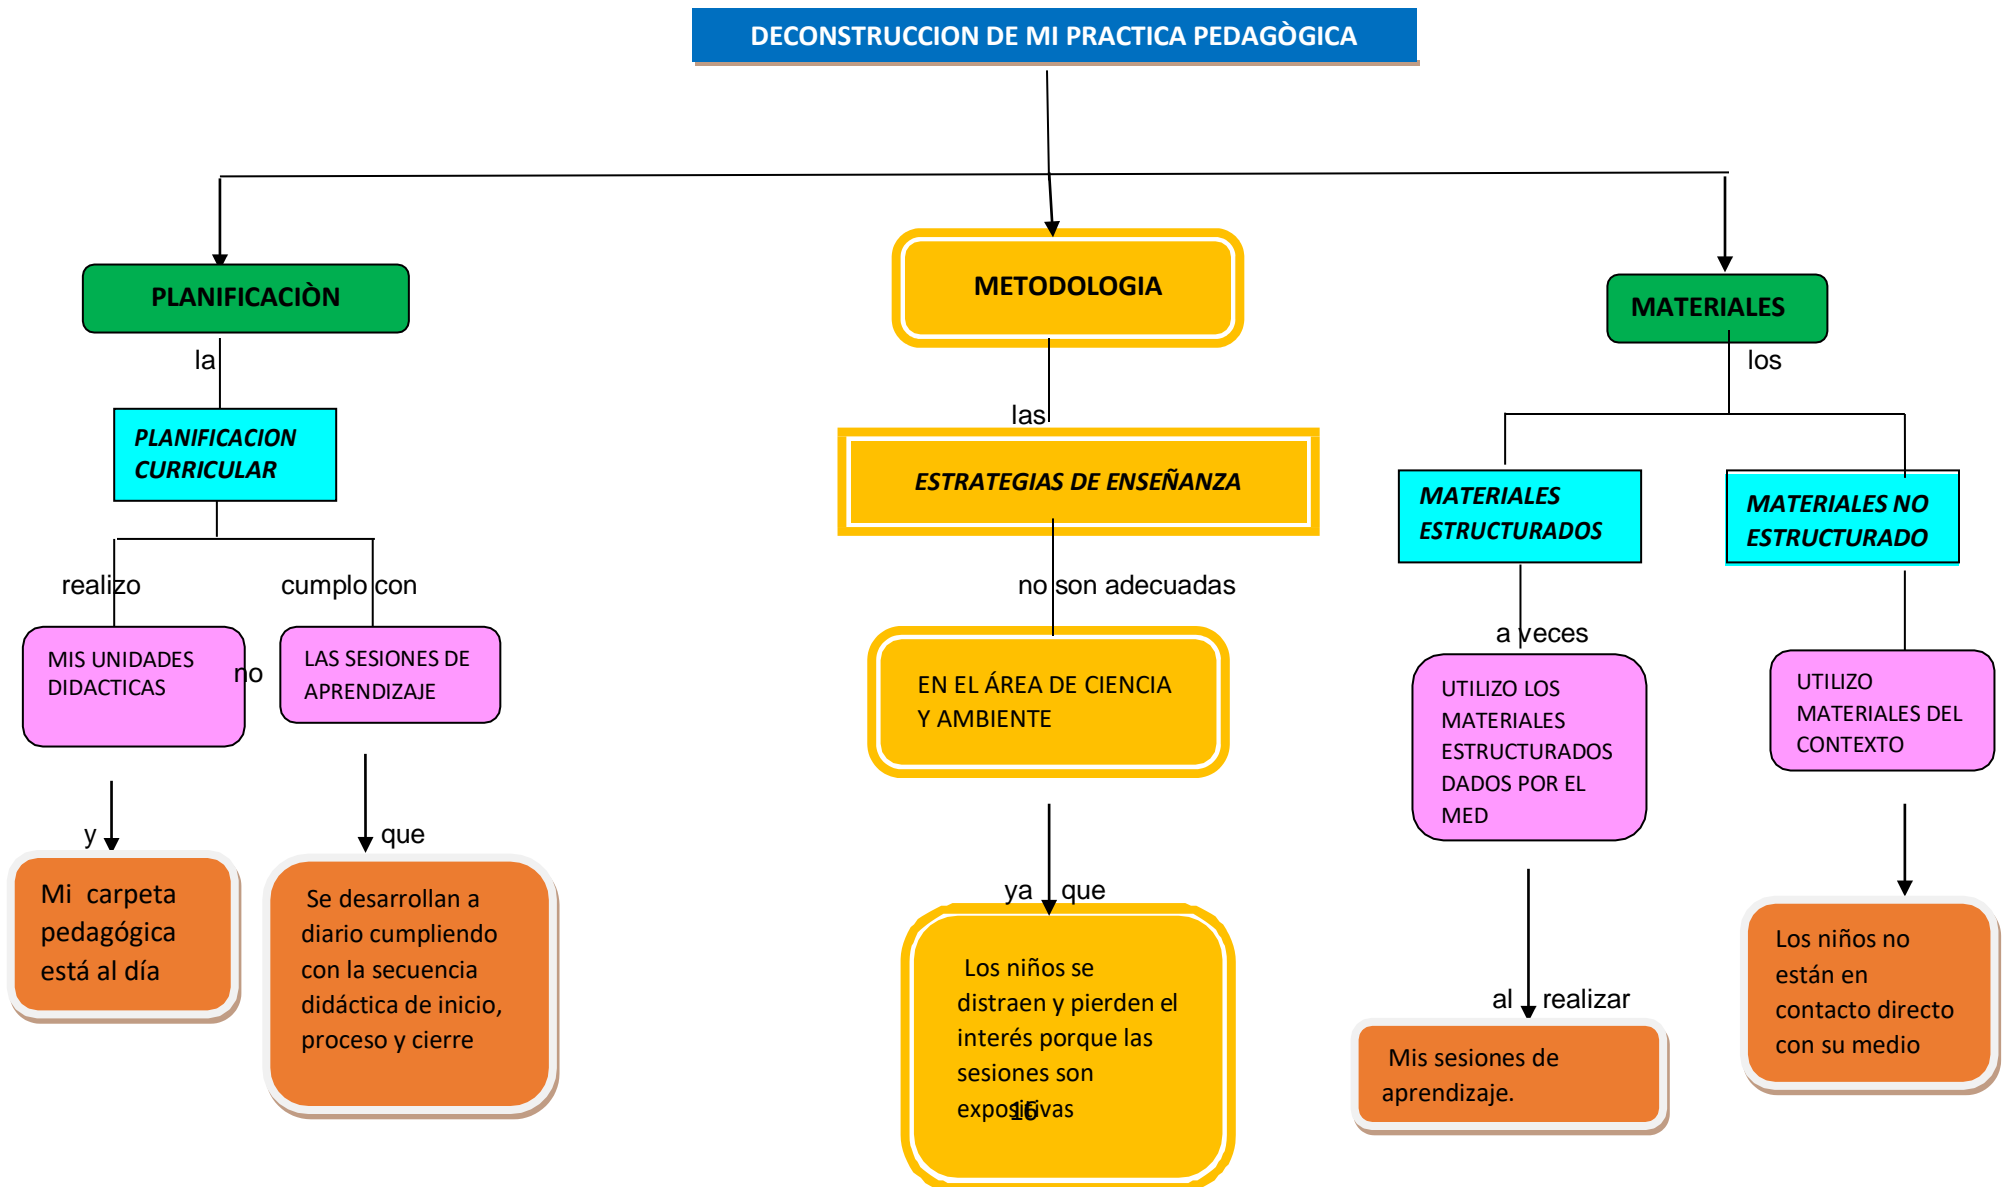 DECONSTRUCCION DE MI PRACTICA PEDAGÒGICA
PLANIFICACIÒN
METODOLOGIA
MATERIALES
la
las
los
PLANIFICACION
CURRICULAR
ESTRATEGIAS DE ENSEÑANZA
MATERIALES
ESTRUCTURADOS
MATERIALES NO
ESTRUCTURADO
realizo
cumplo con
no son adecuadas
a veces
MIS UNIDADES
DIDACTICAS
no
LAS SESIONES DE
APRENDIZAJE
EN EL ÁREA DE CIENCIA
Y AMBIENTE
UTILIZO LOS
MATERIALES
ESTRUCTURADOS
DADOS POR EL
MED
UTILIZO
MATERIALES DEL
CONTEXTO
y
que
ya que
al realizar
Mi carpeta
pedagógica
está al día
Se desarrollan a
diario cumpliendo
con la secuencia
didáctica de inicio,
proceso y cierre
Los niños se
distraen y pierden el
interés porque las
sesiones son
expositivas
16
Mis sesiones de
aprendizaje.
Los niños no
están en
contacto directo
con su medio